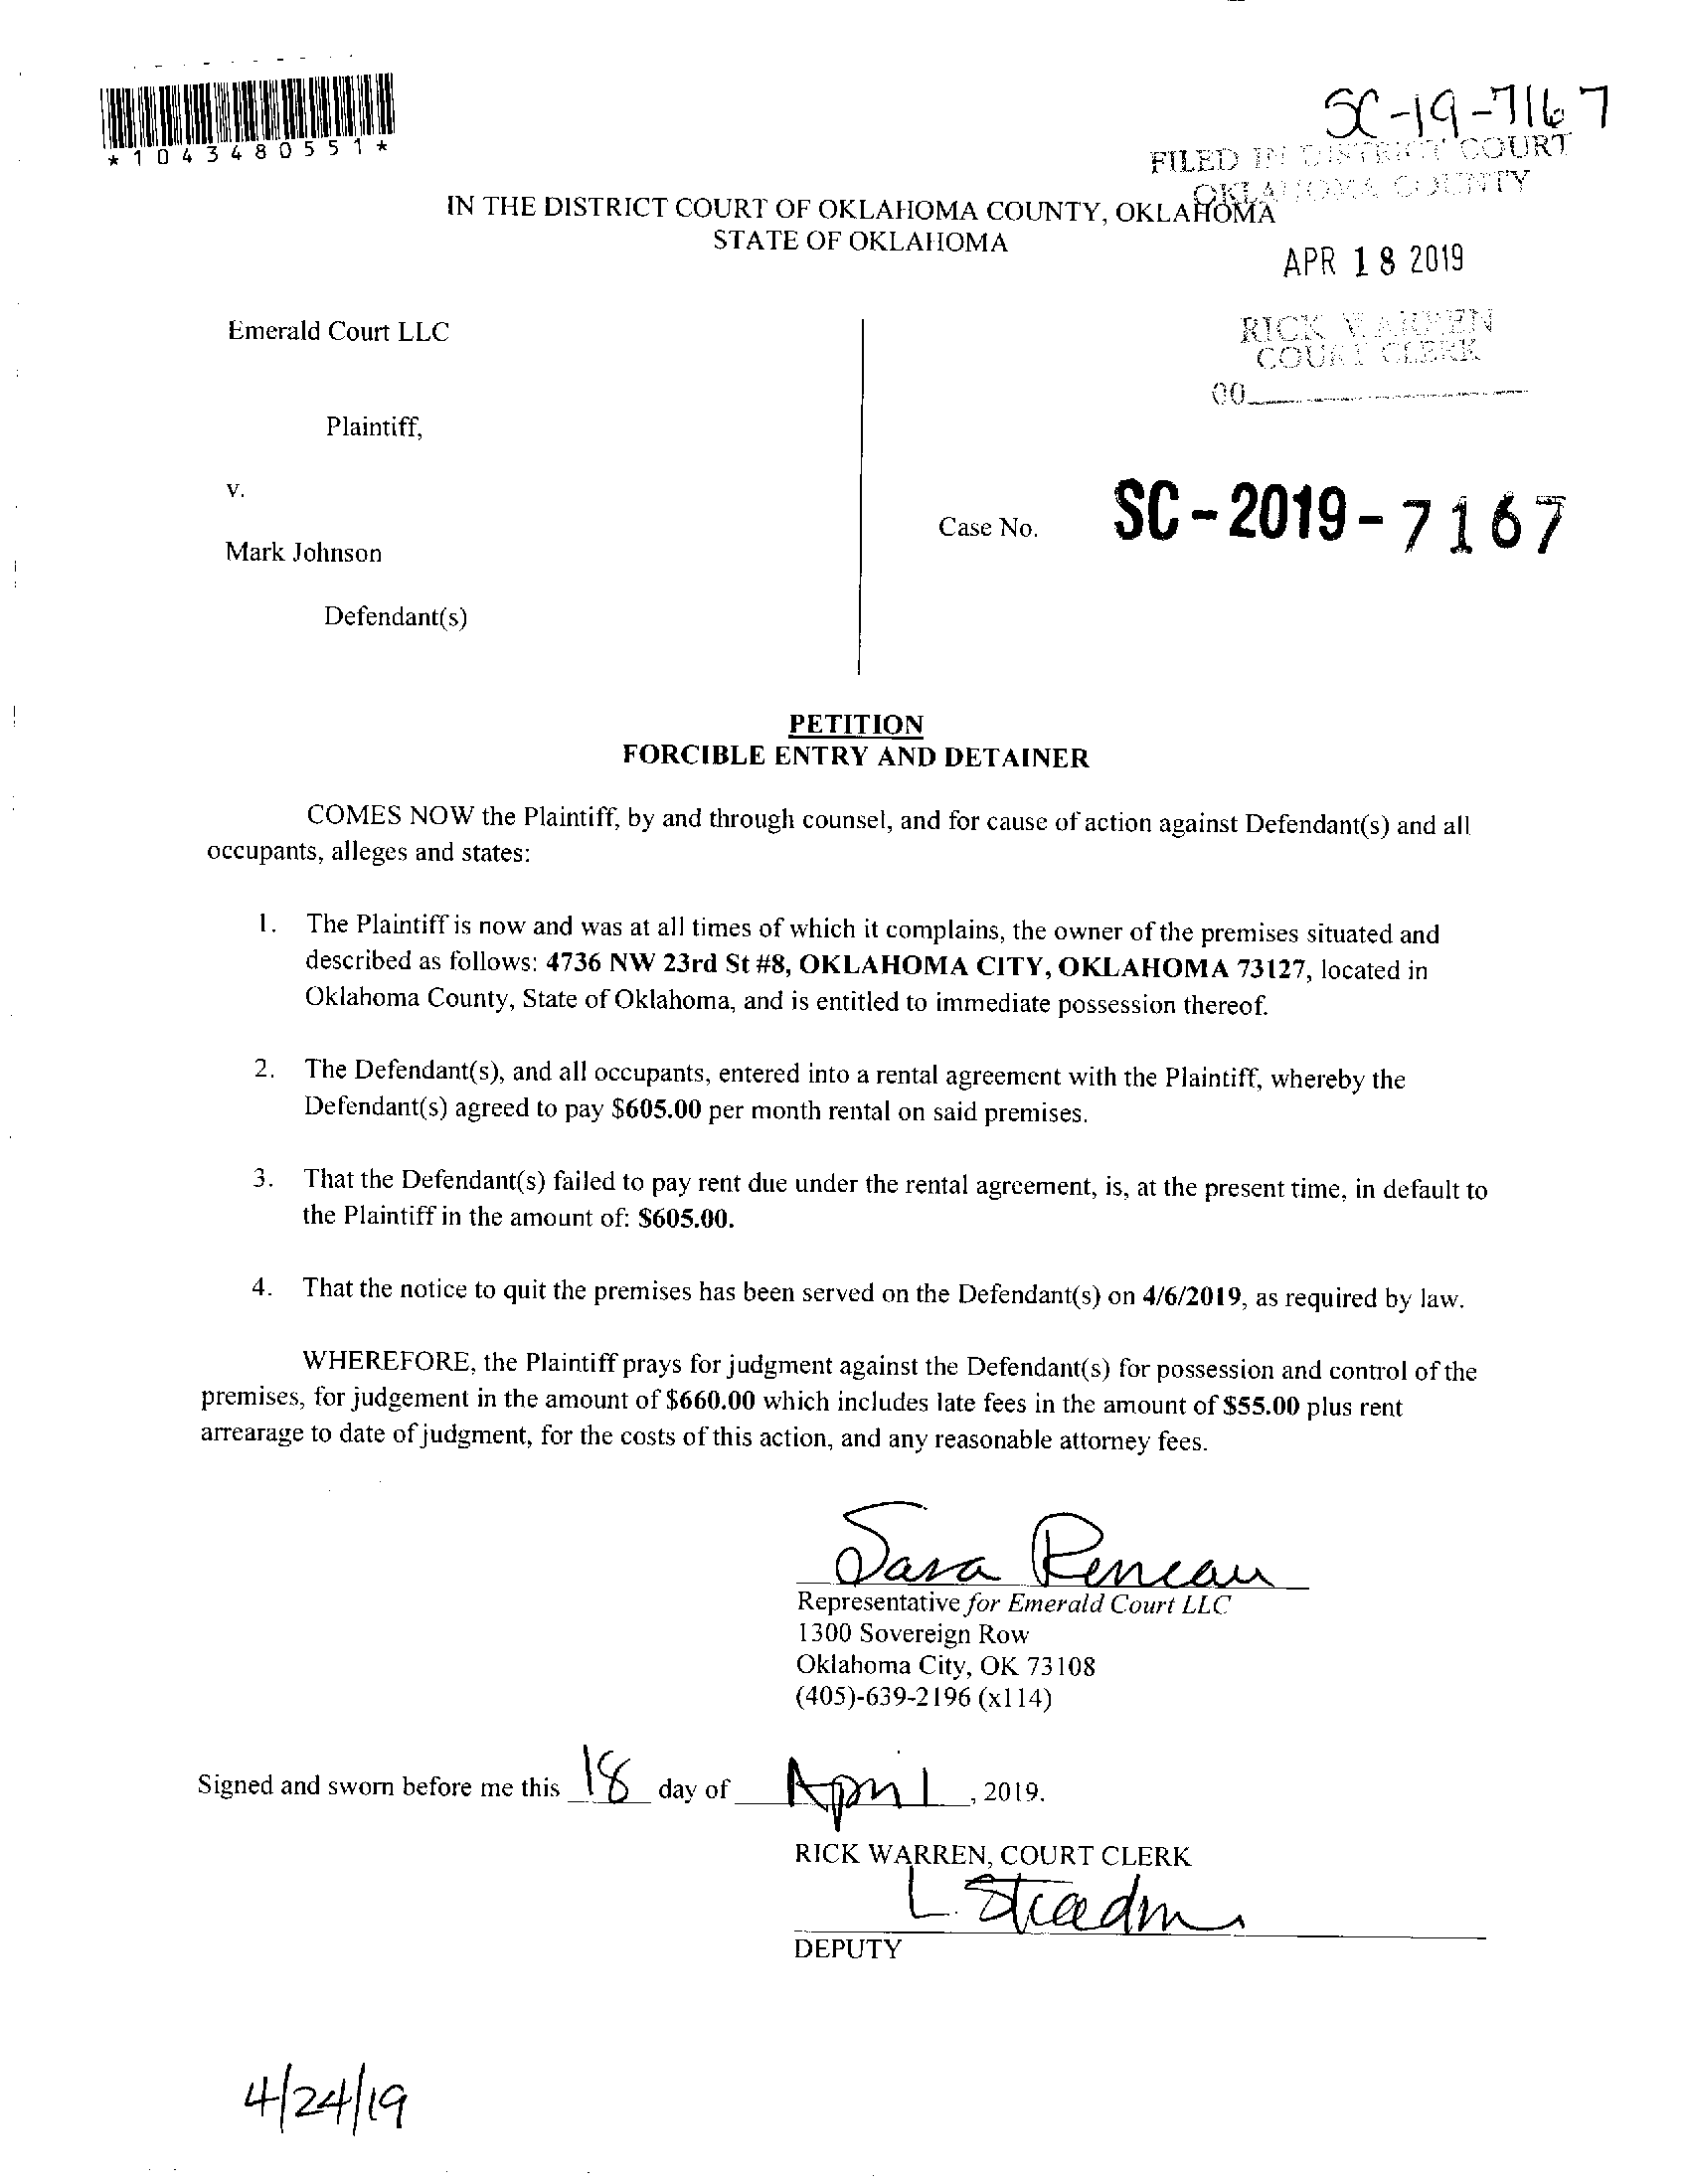 *1043480551*
SC-19-7167
FILED IN DISTRICT COURT
OKLAHOMA COUNTY
IN THE DISTRICT COURT OF OKLAHOMA COUNTY, OKLAHOMA
STATE OF OKLAHOMA
APR 18 2019
RICK WARREN
COURT CLERK
00
Emerald Court LLC
Plaintiff,
v.
Case No. SC-2019-7167
Mark Johnson
Defendant(s)
PETITION
FORCIBLE ENTRY AND DETAINER
COMES NOW the Plaintiff, by and through counsel, and for cause of action against Defendant(s) and all
occupants, alleges and states:
1. The Plaintiff is now and was at all times of which it complains, the owner of the premises situated and
described as follows: 4736 NW 23rd St #8, OKLAHOMA CITY, OKLAHOMA 73127, located in
Oklahoma County, State of Oklahoma, and is entitled to immediate possession thereof.
2. The Defendant(s), and all occupants, entered into a rental agreement with the Plaintiff, whereby the
Defendant(s) agreed to pay $605.00 per month rental on said premises.
3. That the Defendant(s) failed to pay rent due under the rental agreement, is, at the present time, in default to
the Plaintiff in the amount of: $605.00.
4. That the notice to quit the premises has been served on the Defendant(s) on 4/6/2019, as required by law.
WHEREFORE, the Plaintiff prays for judgment against the Defendant(s) for possession and control of the
premises, for judgement in the amount of $660.00 which includes late fees in the amount of $55.00 plus rent
arrearage to date of judgment, for the costs of this action, and any reasonable attorney fees.
Sara Reneau
Representative for Emerald Court LLC
1300 Sovereign Row
Oklahoma City, OK 73108
(405)-639-2196 (x114)
Signed and sworn before me this 18 day of April, 2019.
RICK WARREN, COURT CLERK
L.
DEPUTY
4/24/19